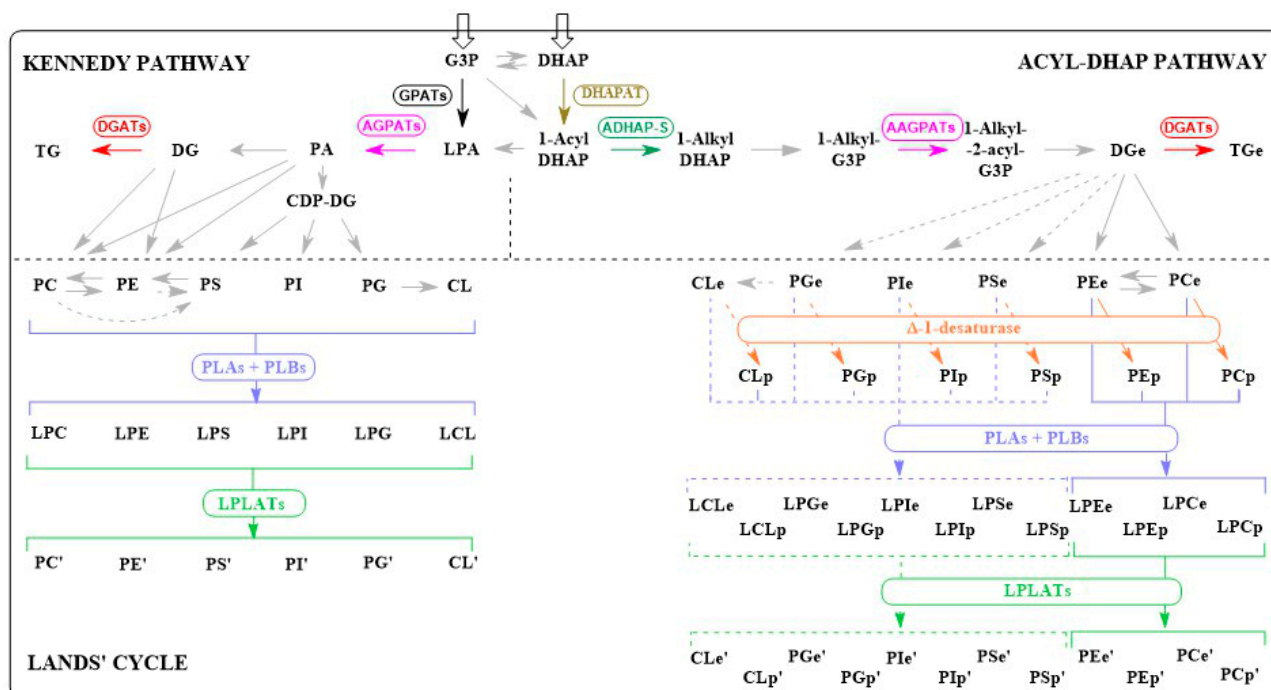 G3P DHAP
KENNEDY PATHWAY ACYL-DHAP PATHWAY
GPATs DHAPAT
DGATs AGPATs ADHAP-S AAGPATs DGATs
TG DG PA LPA 1-Acyl DHAP 1-Alkyl DHAP 1-Alkyl-G3P 1-Alkyl-2-acyl-G3P DGe TGe
CDP-DG
PC PE PS PI PG CL CLe PGe PIe PSe PEe PCe
Δ-1-desaturase
PLAs + PLBs
CLp PGp PIp PSp PEp PCp
LPC LPE LPS LPI LPG LCL
PLAs + PLBs
LPLATs
LCLe LPGe LPIe LPSe LPEe LPCe
LCLp LPGp LPIp LPSp LPEp LPCp
PC' PE' PS' PI' PG' CL'
LPLATs
CLe' PGe' PIe' PSe' PEe' PCe'
CLp' PGp' PIp' PSp' PEp' PCp'
LANDS' CYCLE